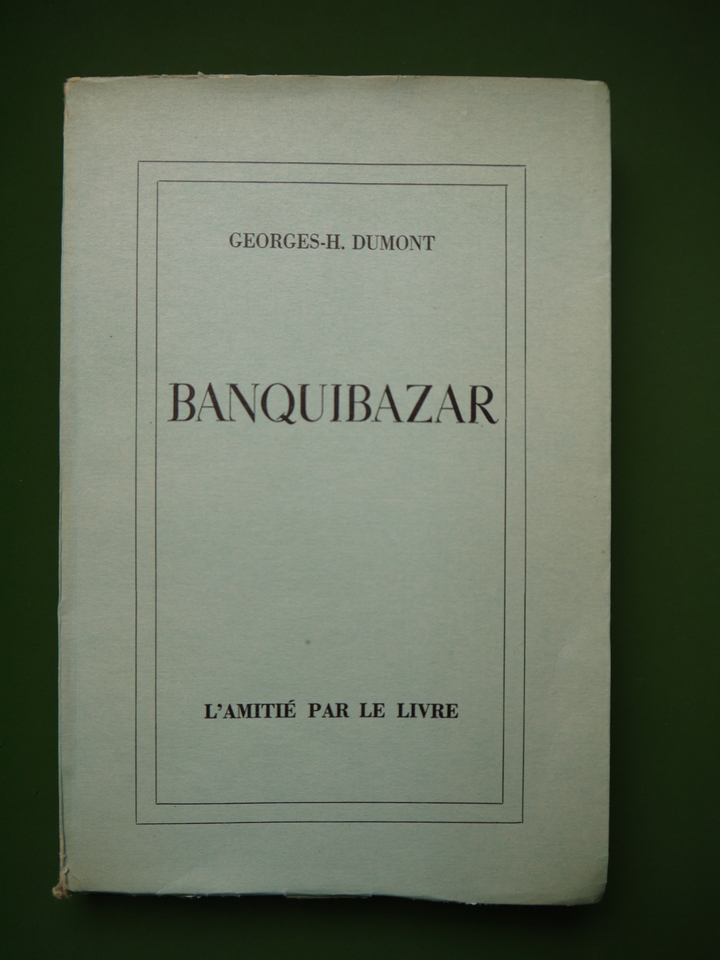 GEORGES-H. DUMONT
BANQUIBAZAR
L'AMITIÉ PAR LE LIVRE